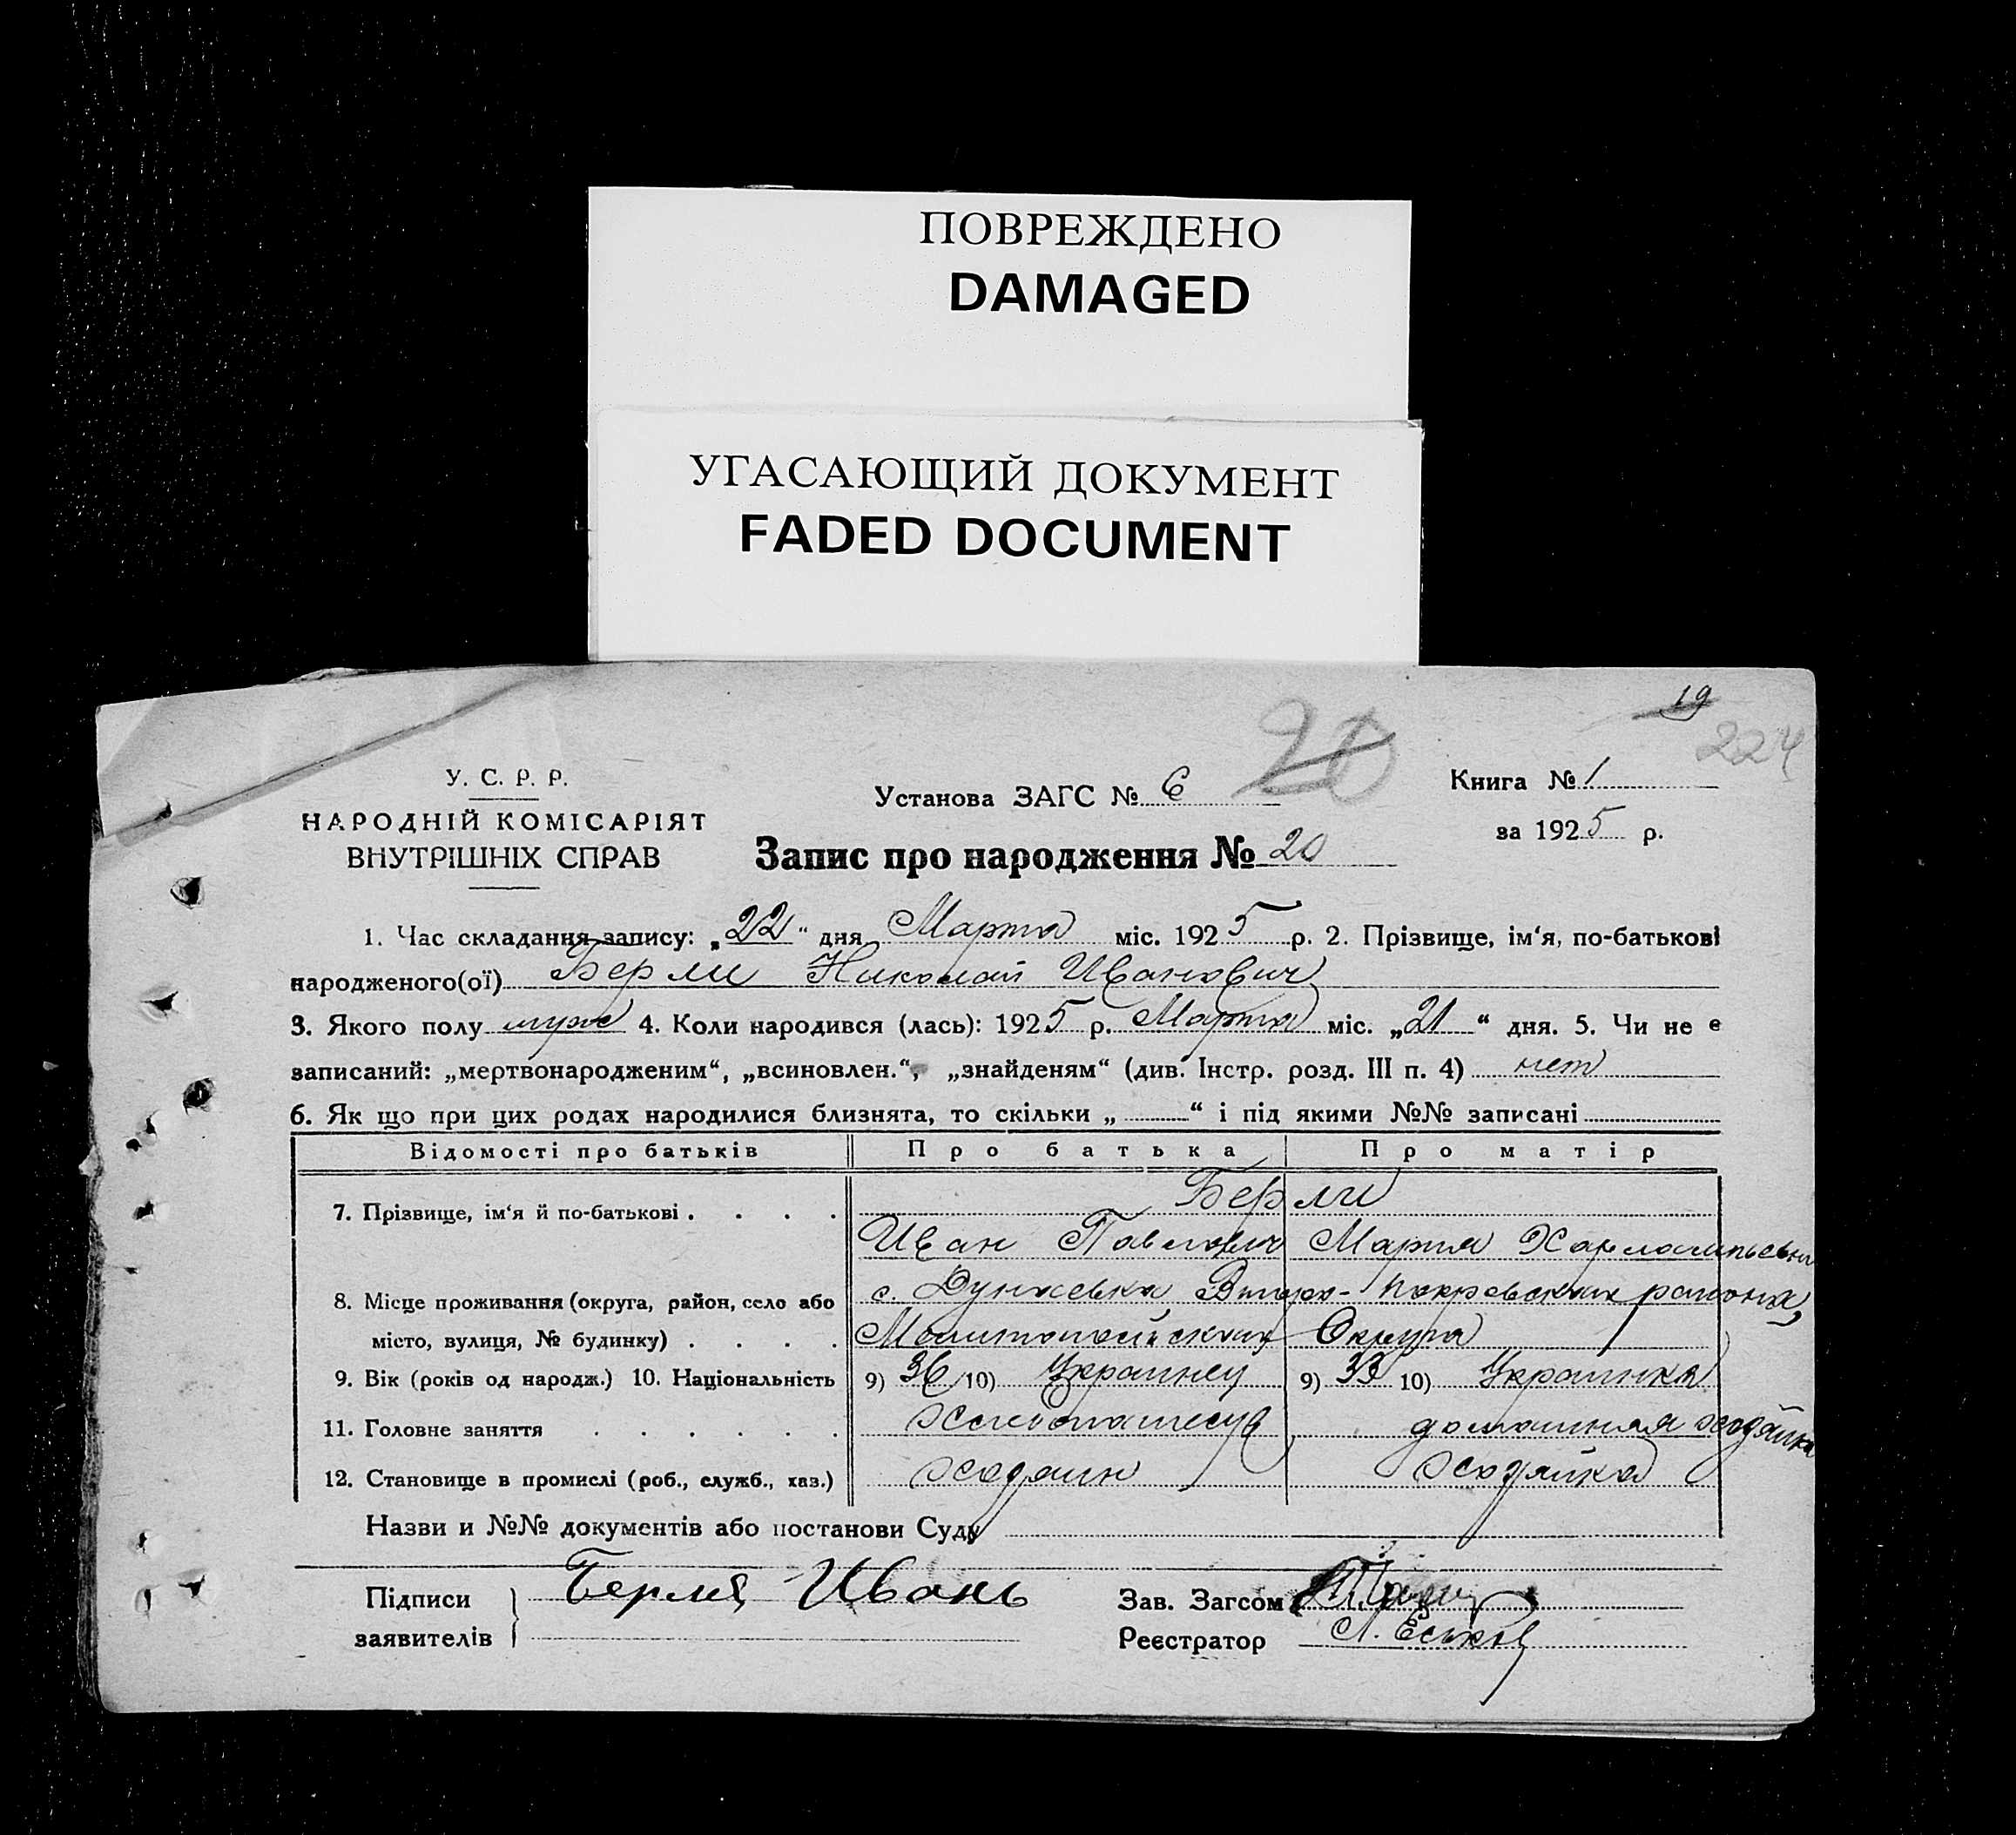 ПОВРЕЖДЕНО
DAMAGED
УГАСАЮЩИЙ ДОКУМЕНТ
FADED DOCUMENT
19
224
20
У. С. Р. Р.
НАРОДНІЙ КОМІСАРІЯТ
ВНУТРІШНІХ СПРАВ
Установа ЗАГС № 6
Книга № 1
за 1925 р.
Запис про народження № 20
1. Час складання запису: „22“ дня Марта міс. 1925 р. 2. Прізвище, ім‘я, по-батькові
народженого(ої) Берли Николай Иванович
3. Якого полу муж 4. Коли народився (лась): 1925 р. Марта міс. „21“ дня. 5. Чи не є
записаний: „мертвонародженим“, „всиновлен.“, „знайденям“ (див. Інстр. розд. III п. 4) нет
6. Як що при цих родах народилися близнята, то скільки „ “ і під якими №№ записані
Відомості про батьків Про батька Про матір
7. Прізвище, ім‘я й по-батькові . . . . Берли
Иван Павлович Мария Харлампьевна
8. Місце проживання (округа, район, село або с. Дунаевка, покровского района,
місто, вулиця, № будинку) . . . . Мелитопольского Округа
9. Вік (років од народж.) 10. Національність 9) 36 10) Украинец 9) 33 10) Украинка
11. Головне заняття . . . . . . Хлебопашец домашняя хозяйка
12. Становище в промислі (роб., служб., хаз.) хозяин хозяйка
Назви и №№ документів або постанови Суду
Підписи
заявителів
Иванъ
Зав. Загсом
Реєстратор